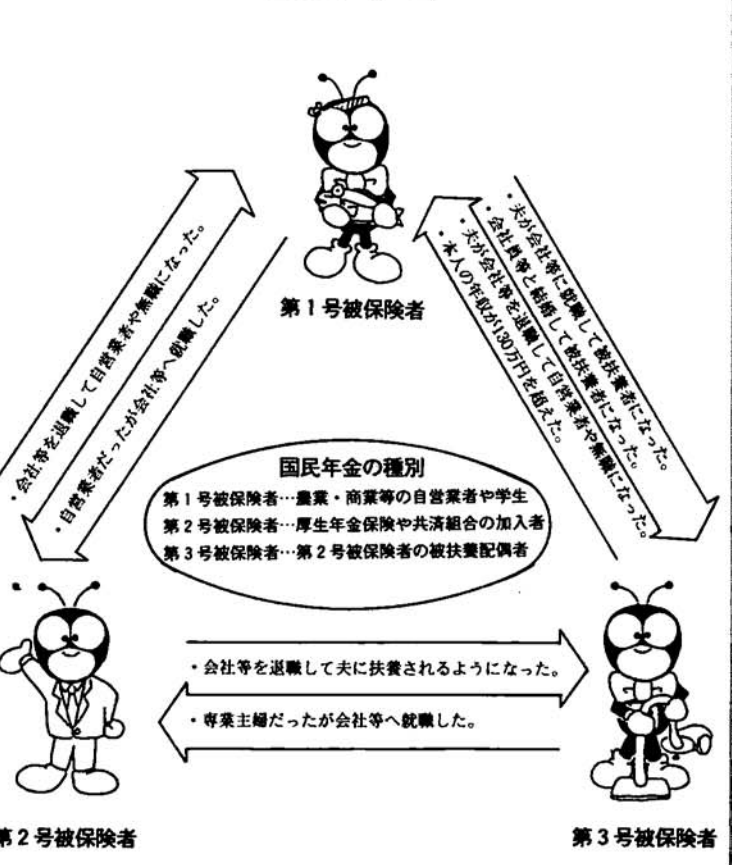 第1号被保険者
・会社等を退職して自営業者や無職になった。
・自営業者だったが会社等へ就職した。
・夫が会社等に就職して被扶養者になった。
・会社員等と結婚して被扶養者になった。
・夫が会社等を退職して自営業者や無職になった。
・本人の年収が130万円を超えた。
国民年金の種別
第1号被保険者…農業・商業等の自営業者や学生
第2号被保険者…厚生年金保険や共済組合の加入者
第3号被保険者…第2号被保険者の被扶養配偶者
・会社等を退職して夫に扶養されるようになった。
・専業主婦だったが会社等へ就職した。
第2号被保険者
第3号被保険者